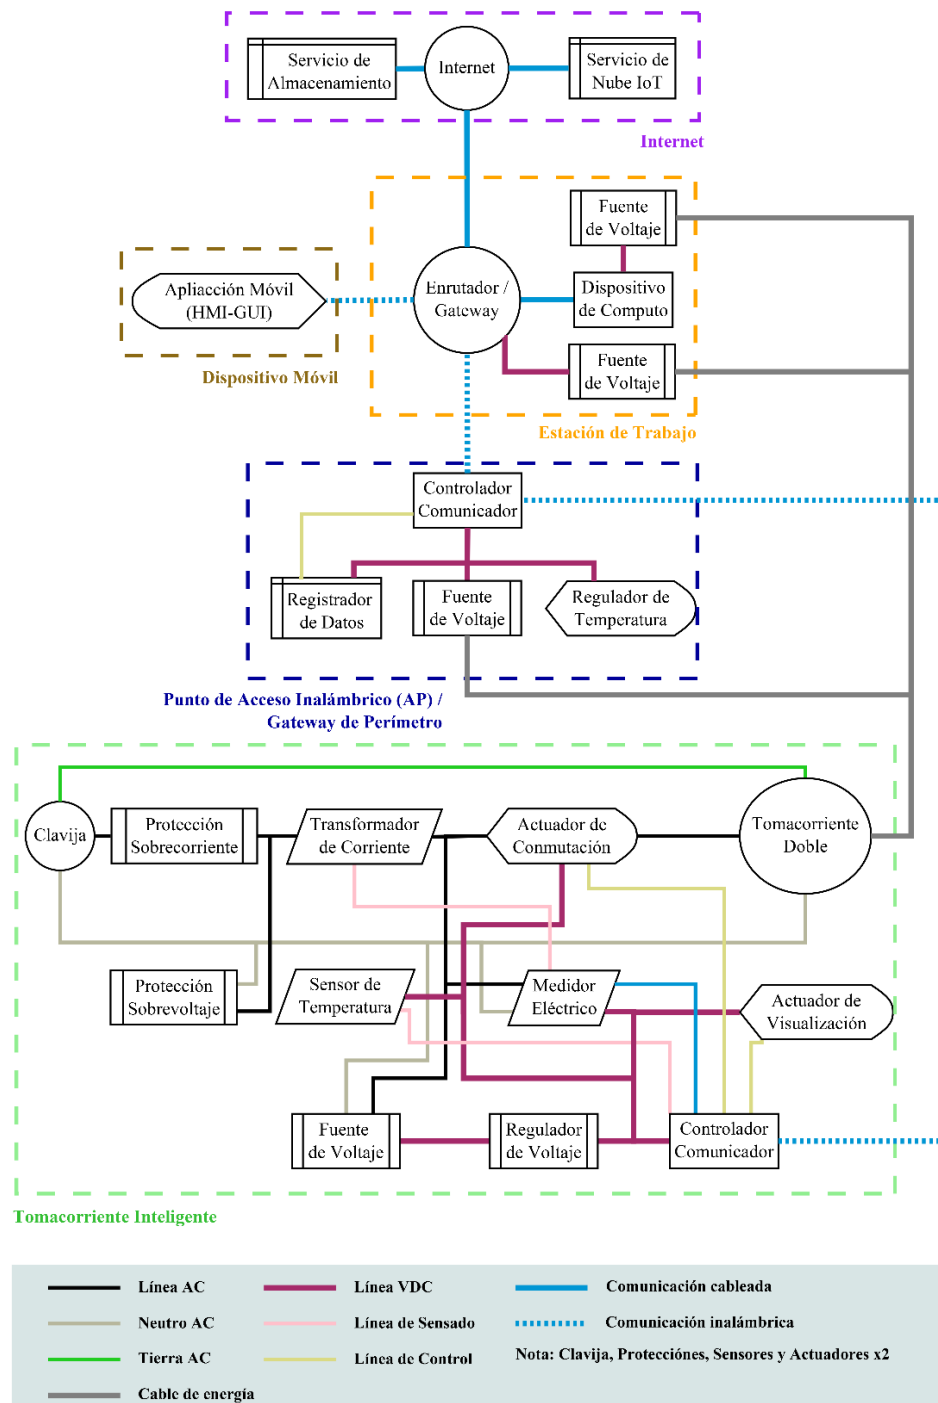 Servicio de
Almacenamiento
Internet
Servicio de
Nube IoT
Internet
Fuente
de Voltaje
Apliacción Móvil
(HMI-GUI)
Enrutador /
Gateway
Dispositivo
de Computo
Fuente
de Voltaje
Dispositivo Móvil
Estación de Trabajo
Controlador
Comunicador
Registrador
de Datos
Fuente
de Voltaje
Regulador de
Temperatura
Punto de Acceso Inalámbrico (AP) /
Gateway de Perímetro
Clavija
Protección
Sobrecorriente
Transformador
de Corriente
Actuador de
Conmutación
Tomacorriente
Doble
Protección
Sobrevoltaje
Sensor de
Temperatura
Medidor
Eléctrico
Actuador de
Visualización
Fuente
de Voltaje
Regulador
de Voltaje
Controlador
Comunicador
Tomacorriente Inteligente
Línea AC
Línea VDC
Comunicación cableada
Neutro AC
Línea de Sensado
Comunicación inalámbrica
Tierra AC
Línea de Control
Nota: Clavija, Protecciónes, Sensores y Actuadores x2
Cable de energía